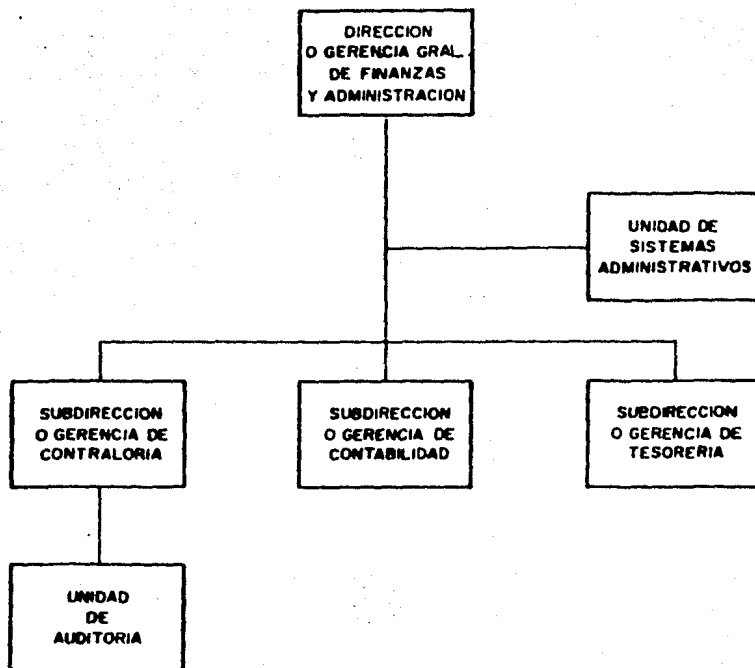 DIRECCION
O GERENCIA GRAL.
DE FINANZAS
Y ADMINISTRACION
UNIDAD DE
SISTEMAS
ADMINISTRATIVOS
SUBDIRECCION
O GERENCIA DE
CONTRALORIA
SUBDIRECCION
O GERENCIA DE
CONTABILIDAD
SUBDIRECCION
O GERENCIA DE
TESORERIA
UNIDAD
DE
AUDITORIA